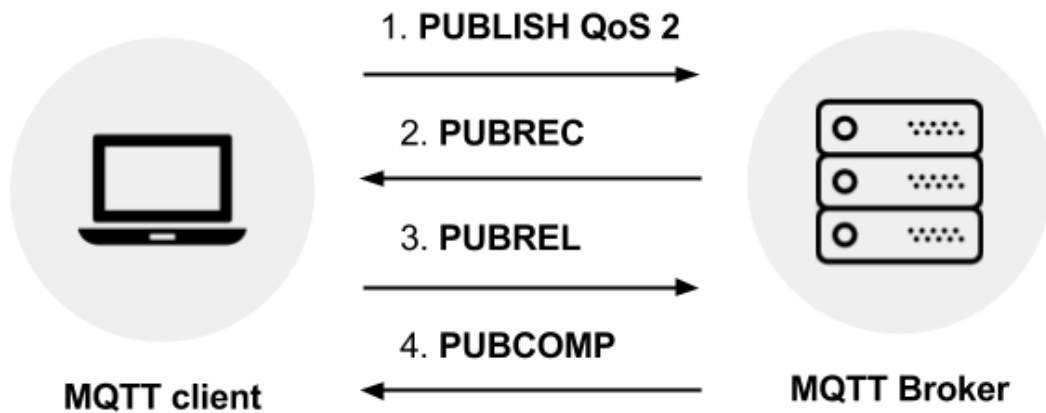 1. PUBLISH QoS 2
2. PUBREC
3. PUBREL
4. PUBCOMP
MQTT client
MQTT Broker